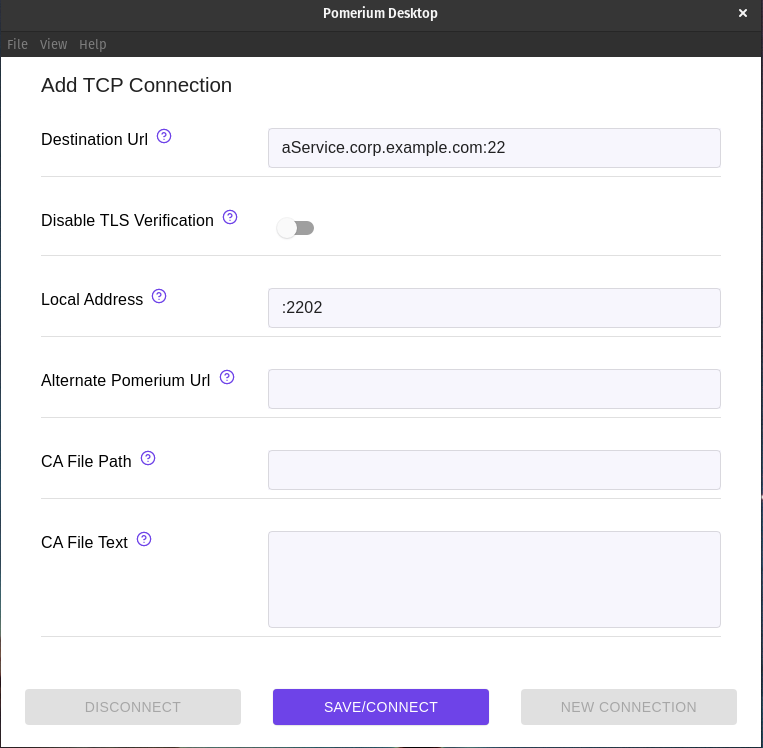 Pomerium Desktop ×
File View Help
Add TCP Connection
Destination Url ? aService.corp.example.com:22
Disable TLS Verification ?
Local Address ? :2202
Alternate Pomerium Url ?
CA File Path ?
CA File Text ?
DISCONNECT SAVE/CONNECT NEW CONNECTION